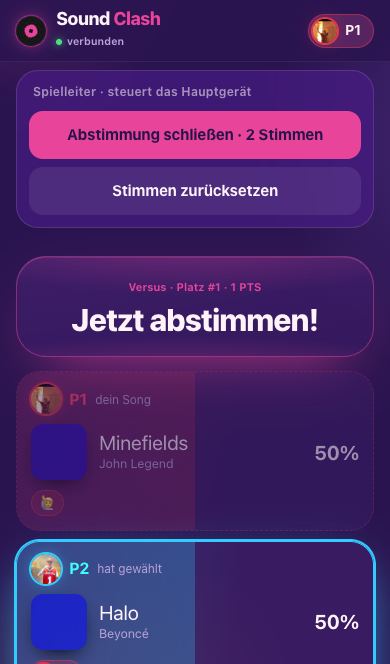 Sound Clash
verbunden
P1
Spielleiter · steuert das Hauptgerät
Abstimmung schließen · 2 Stimmen
Stimmen zurücksetzen
Versus · Platz #1 · 1 PTS
Jetzt abstimmen!
P1 dein Song
Minefields
John Legend
50%
P2 hat gewählt
Halo
Beyoncé
50%